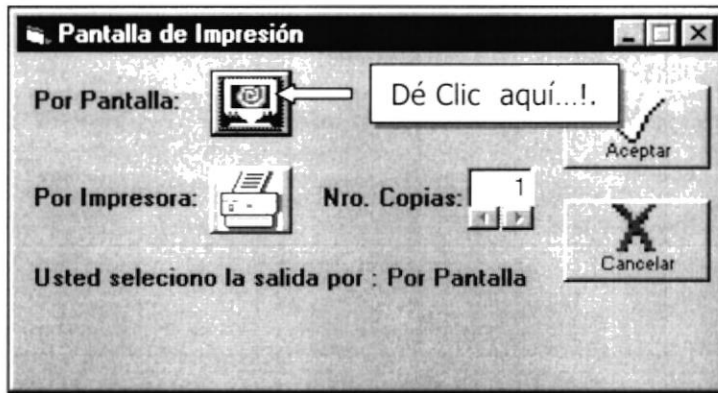 Pantalla de Impresión
Por Pantalla:
Dé Clic aquí...!.
Aceptar
Por Impresora:
Nro. Copias:
1
Cancelar
Usted selecciono la salida por : Por Pantalla